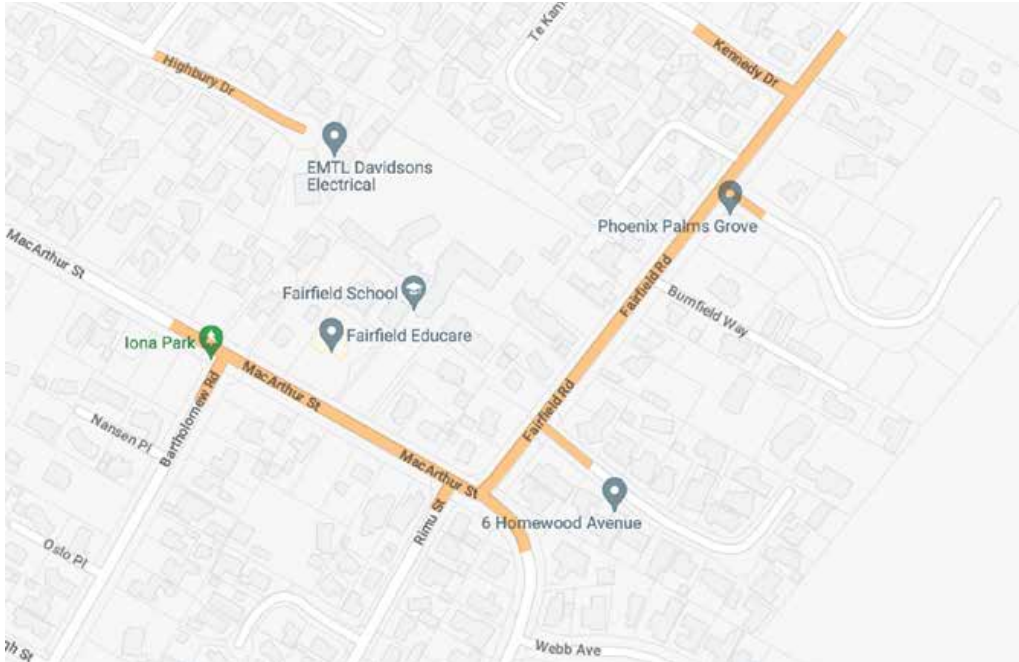 Te Kam
Kennedy Dr
Highbury Dr
EMTL Davidsons
Electrical
Phoenix Palms Grove
MacArthur St
Fairfield School
Fairfield Rd
Burnfield Way
Iona Park
Fairfield Educare
MacArthur St
Bartholomew Rd
Nansen Pl
Fairfield Rd
MacArthur St
6 Homewood Avenue
Rimu St
Oslo Pl
gh St
Webb Ave